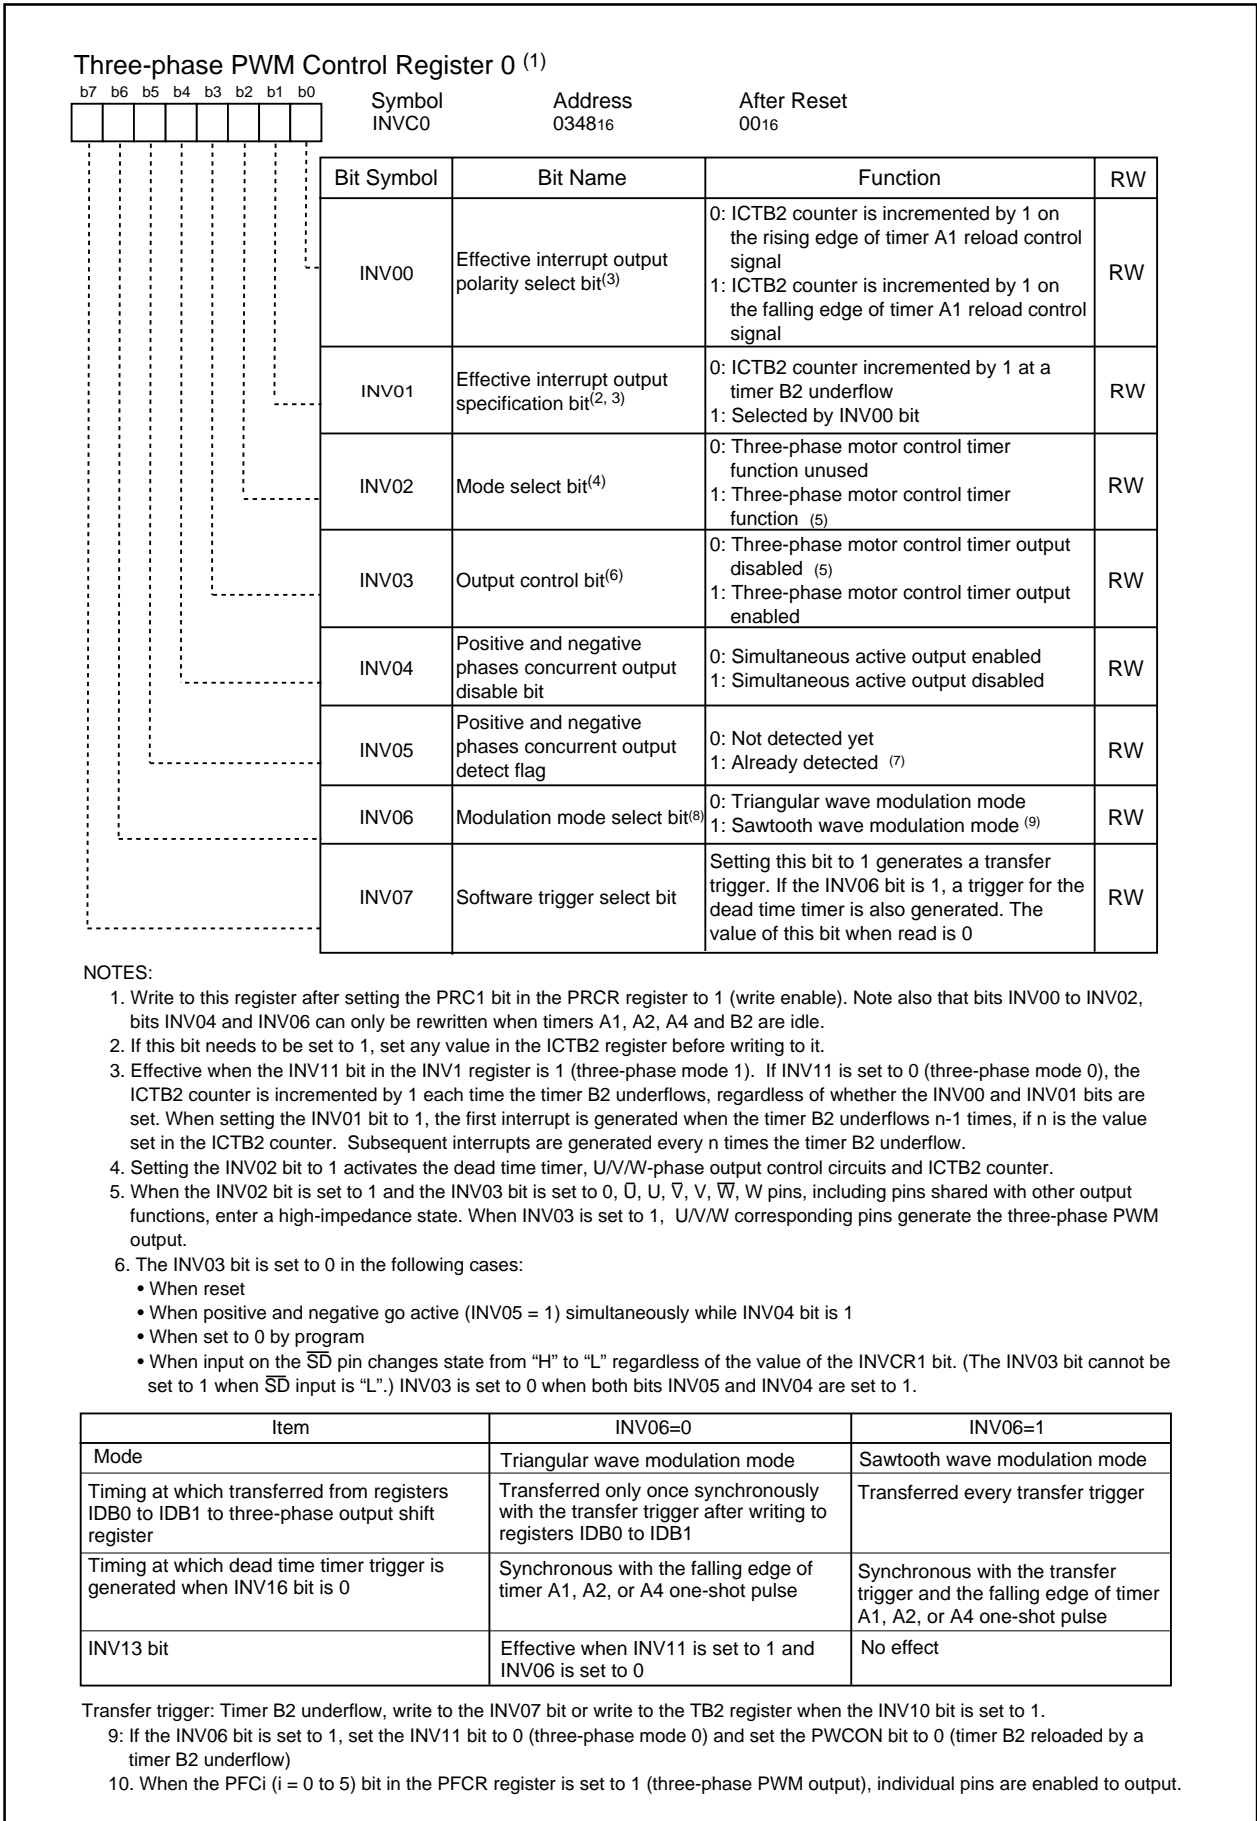 Three-phase PWM Control Register 0 (1)
b7 b6 b5 b4 b3 b2 b1 b0
Symbol Address After Reset
INVC0 034816 0016
Bit Symbol Bit Name Function RW
INV00
Effective interrupt output
polarity select bit(3)
0: ICTB2 counter is incremented by 1 on
the rising edge of timer A1 reload control
signal
1: ICTB2 counter is incremented by 1 on
the falling edge of timer A1 reload control
signal
RW
INV01
Effective interrupt output
specification bit(2, 3)
0: ICTB2 counter incremented by 1 at a
timer B2 underflow
1: Selected by INV00 bit
RW
INV02
Mode select bit(4)
0: Three-phase motor control timer
function unused
1: Three-phase motor control timer
function (5)
RW
INV03
Output control bit(6)
0: Three-phase motor control timer output
disabled (5)
1: Three-phase motor control timer output
enabled
RW
INV04
Positive and negative
phases concurrent output
disable bit
0: Simultaneous active output enabled
1: Simultaneous active output disabled
RW
INV05
Positive and negative
phases concurrent output
detect flag
0: Not detected yet
1: Already detected (7)
RW
INV06
Modulation mode select bit(8)
0: Triangular wave modulation mode
1: Sawtooth wave modulation mode (9)
RW
INV07
Software trigger select bit
Setting this bit to 1 generates a transfer
trigger. If the INV06 bit is 1, a trigger for the
dead time timer is also generated. The
value of this bit when read is 0
RW
NOTES:
1. Write to this register after setting the PRC1 bit in the PRCR register to 1 (write enable). Note also that bits INV00 to INV02,
bits INV04 and INV06 can only be rewritten when timers A1, A2, A4 and B2 are idle.
2. If this bit needs to be set to 1, set any value in the ICTB2 register before writing to it.
3. Effective when the INV11 bit in the INV1 register is 1 (three-phase mode 1). If INV11 is set to 0 (three-phase mode 0), the
ICTB2 counter is incremented by 1 each time the timer B2 underflows, regardless of whether the INV00 and INV01 bits are
set. When setting the INV01 bit to 1, the first interrupt is generated when the timer B2 underflows n-1 times, if n is the value
set in the ICTB2 counter. Subsequent interrupts are generated every n times the timer B2 underflow.
4. Setting the INV02 bit to 1 activates the dead time timer, U/V/W-phase output control circuits and ICTB2 counter.
5. When the INV02 bit is set to 1 and the INV03 bit is set to 0, U̅, U, V̅, V, W̅, W pins, including pins shared with other output
functions, enter a high-impedance state. When INV03 is set to 1, U/V/W corresponding pins generate the three-phase PWM
output.
6. The INV03 bit is set to 0 in the following cases:
• When reset
• When positive and negative go active (INV05 = 1) simultaneously while INV04 bit is 1
• When set to 0 by program
• When input on the S̅D̅ pin changes state from “H” to “L” regardless of the value of the INVCR1 bit. (The INV03 bit cannot be
set to 1 when S̅D̅ input is “L”.) INV03 is set to 0 when both bits INV05 and INV04 are set to 1.
Item INV06=0 INV06=1
Mode Triangular wave modulation mode Sawtooth wave modulation mode
Timing at which transferred from registers
IDB0 to IDB1 to three-phase output shift
register
Transferred only once synchronously
with the transfer trigger after writing to
registers IDB0 to IDB1
Transferred every transfer trigger
Timing at which dead time timer trigger is
generated when INV16 bit is 0
Synchronous with the falling edge of
timer A1, A2, or A4 one-shot pulse
Synchronous with the transfer
trigger and the falling edge of timer
A1, A2, or A4 one-shot pulse
INV13 bit
Effective when INV11 is set to 1 and
INV06 is set to 0
No effect
Transfer trigger: Timer B2 underflow, write to the INV07 bit or write to the TB2 register when the INV10 bit is set to 1.
9: If the INV06 bit is set to 1, set the INV11 bit to 0 (three-phase mode 0) and set the PWCON bit to 0 (timer B2 reloaded by a
timer B2 underflow)
10. When the PFCi (i = 0 to 5) bit in the PFCR register is set to 1 (three-phase PWM output), individual pins are enabled to output.